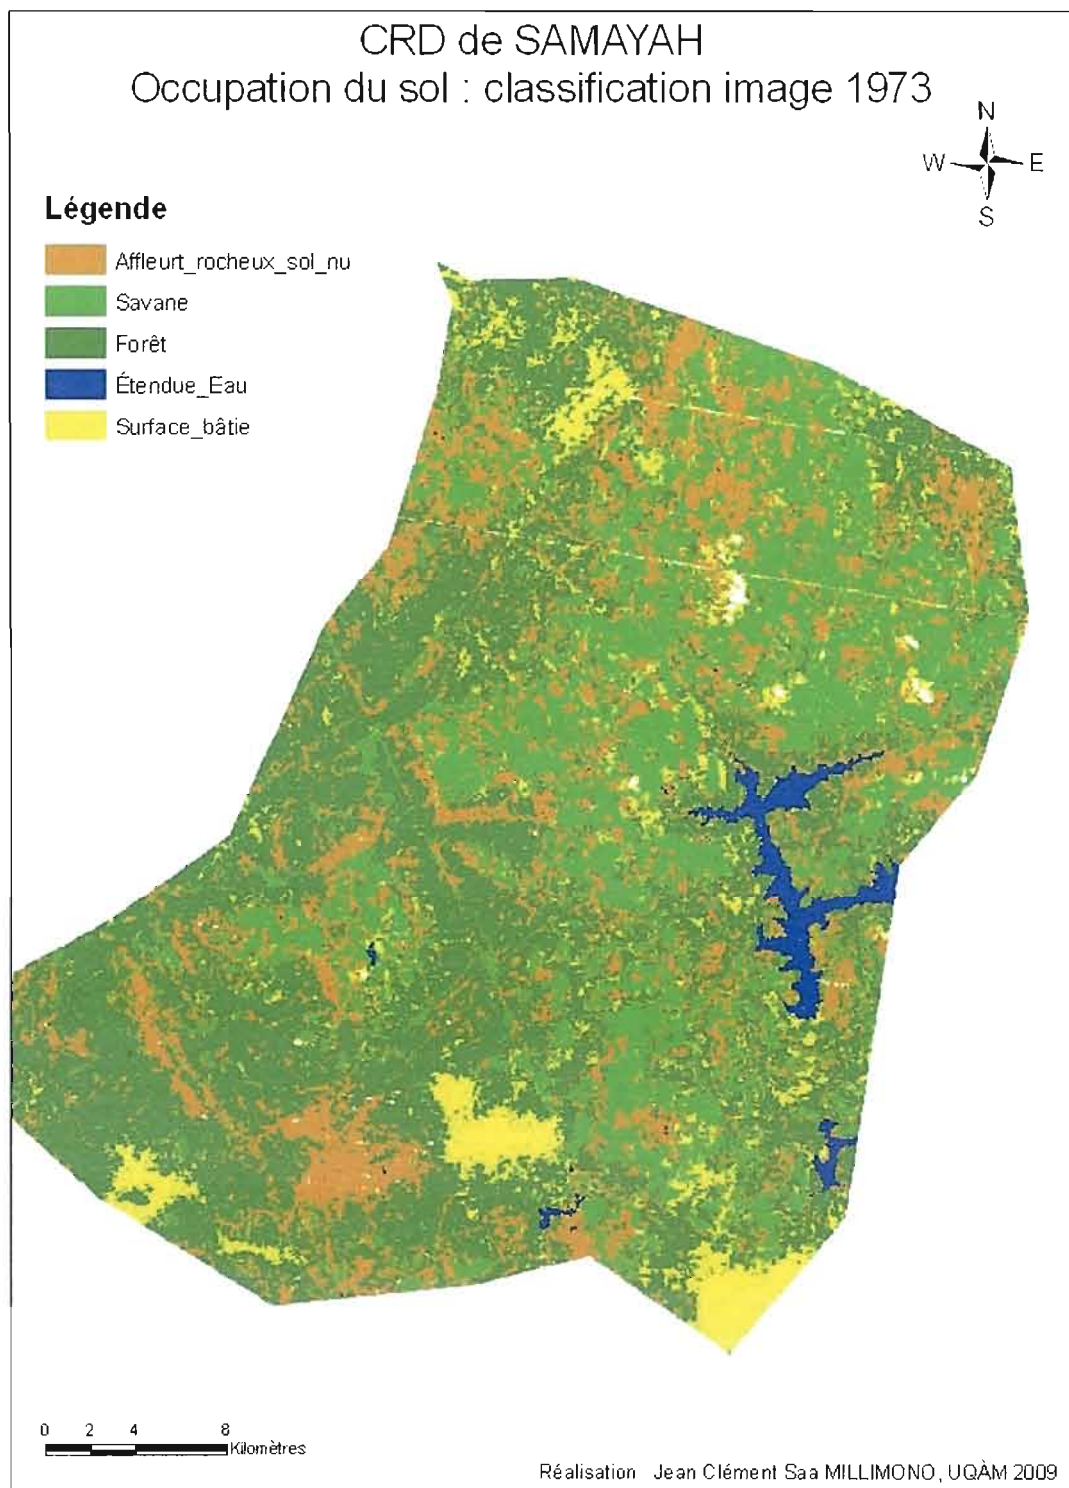 CRD de SAMAYAH
Occupation du sol : classification image 1973
N
W E
S
Légende
Affleurt_rocheux_sol_nu
Savane
Forêt
Étendue_Eau
Surface_bâtie
0 2 4 8
Kilomètres
Réalisation Jean Clément Saa MILLIMONO, UQÀM 2009